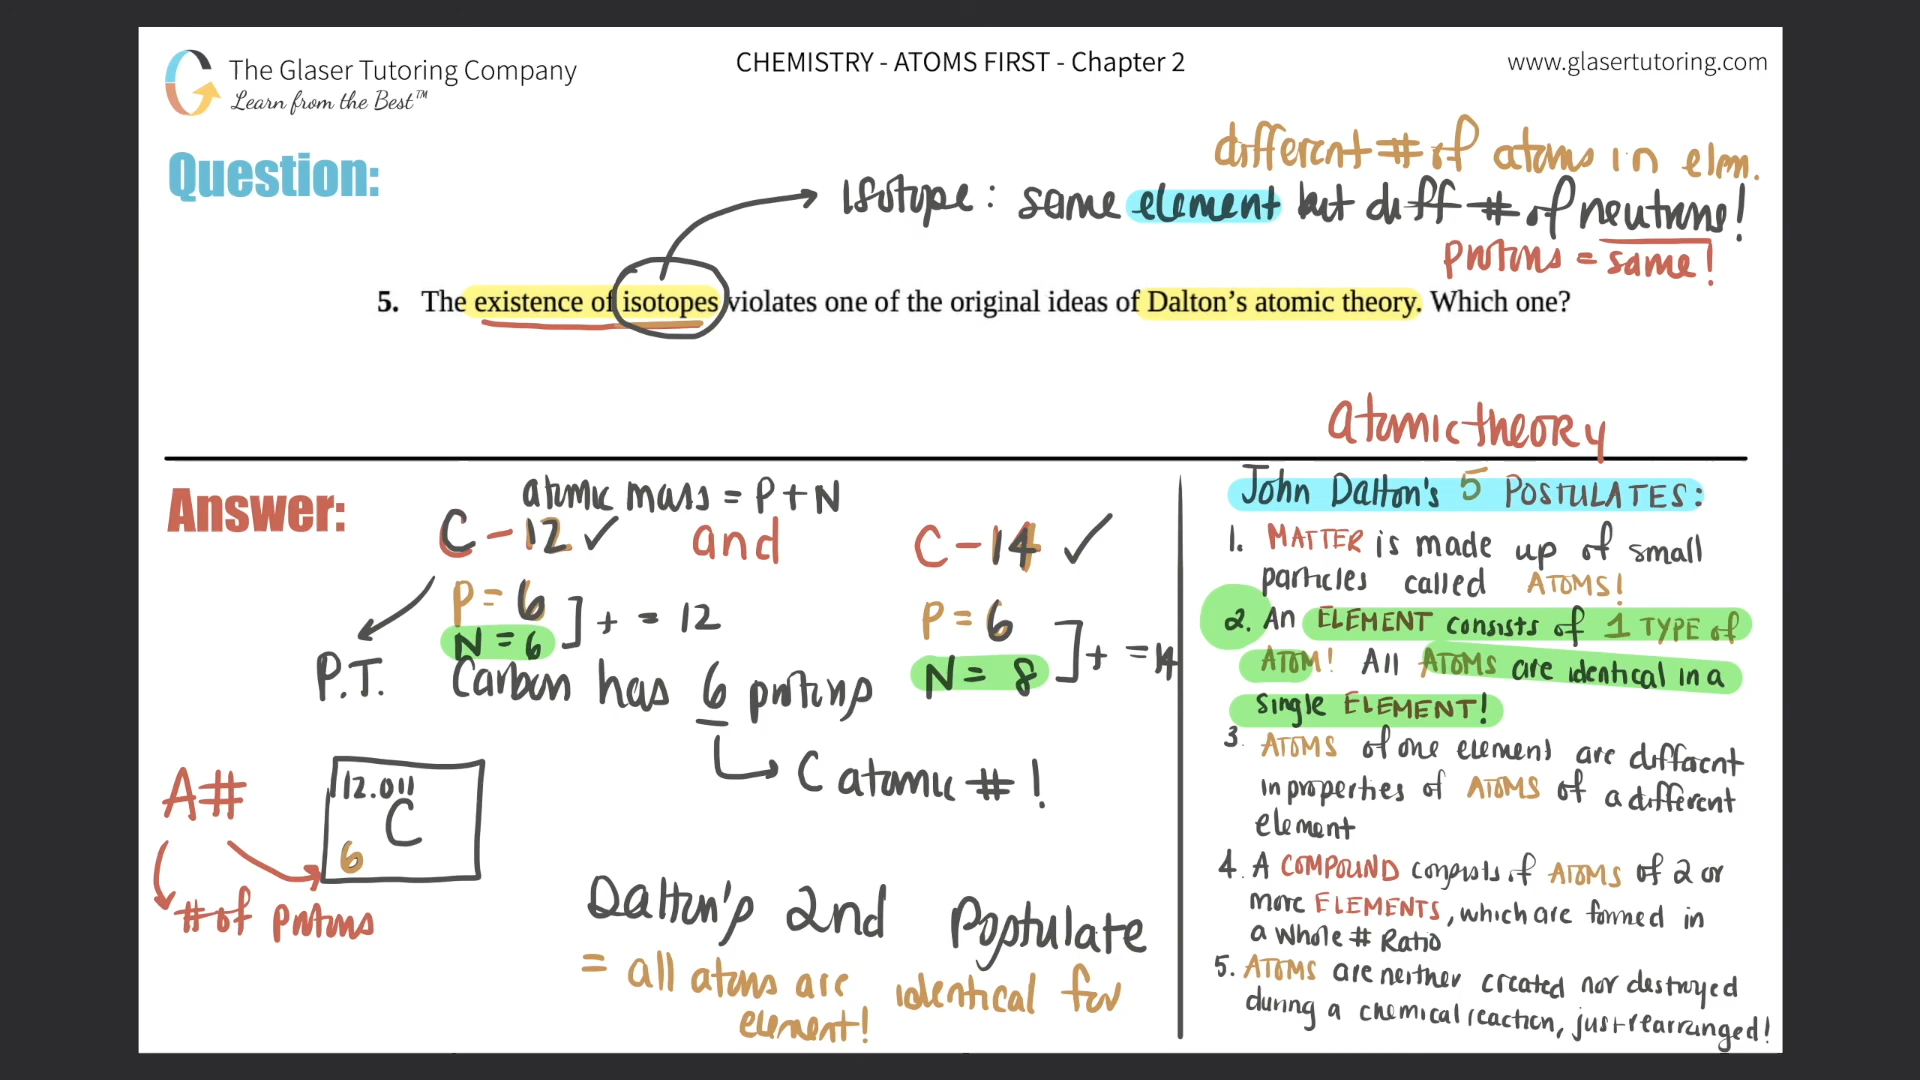 The Glaser Tutoring Company
Learn from the Best™
CHEMISTRY - ATOMS FIRST - Chapter 2
www.glasertutoring.com
Question:
different # of atoms in elem.
Isotope: same element but diff # of neutrons!
protons = same!
5. The existence of isotopes violates one of the original ideas of Dalton's atomic theory. Which one?
atomic theory
Answer:
atomic mass = P + N
C - 12 ✓ and C - 14 ✓
P = 6
N = 6
] + = 12
P = 6
N = 8
] + = 14
P.T. Carbon has 6 protons
C atomic # !
A#
# of protons
12.011
C
6
Dalton's 2nd Postulate
= all atoms are identical for
element!
John Dalton's 5 POSTULATES:
1. MATTER is made up of small
particles called ATOMS!
2. An ELEMENT consists of 1 TYPE of
ATOM! All ATOMS are identical in a
single ELEMENT!
3. ATOMS of one element are different
in properties of ATOMS of a different
element
4. A COMPOUND consists of ATOMS of 2 or
more ELEMENTS, which are formed in
a whole # Ratio
5. ATOMS are neither created nor destroyed
during a chemical reaction, just rearranged!